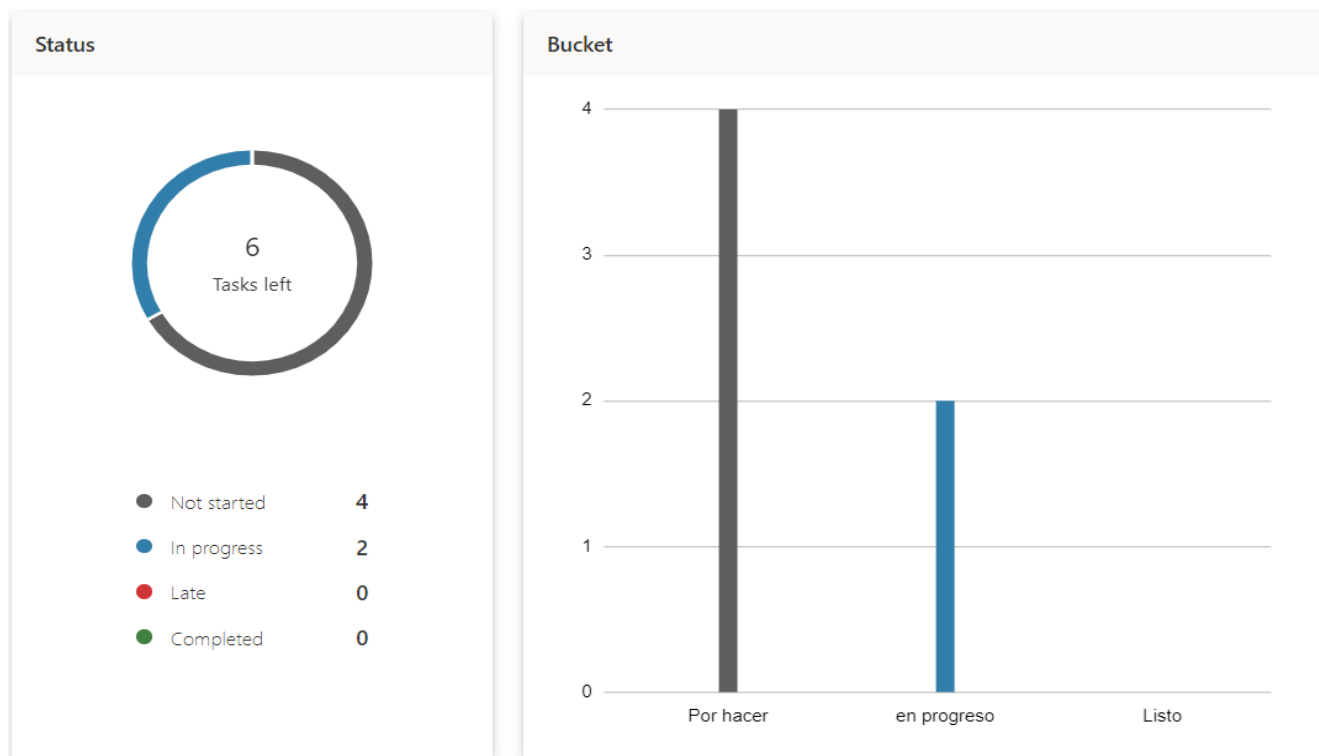 Status
6
Tasks left
Not started 4
In progress 2
Late 0
Completed 0
Bucket
4
3
2
1
0
Por hacer en progreso Listo